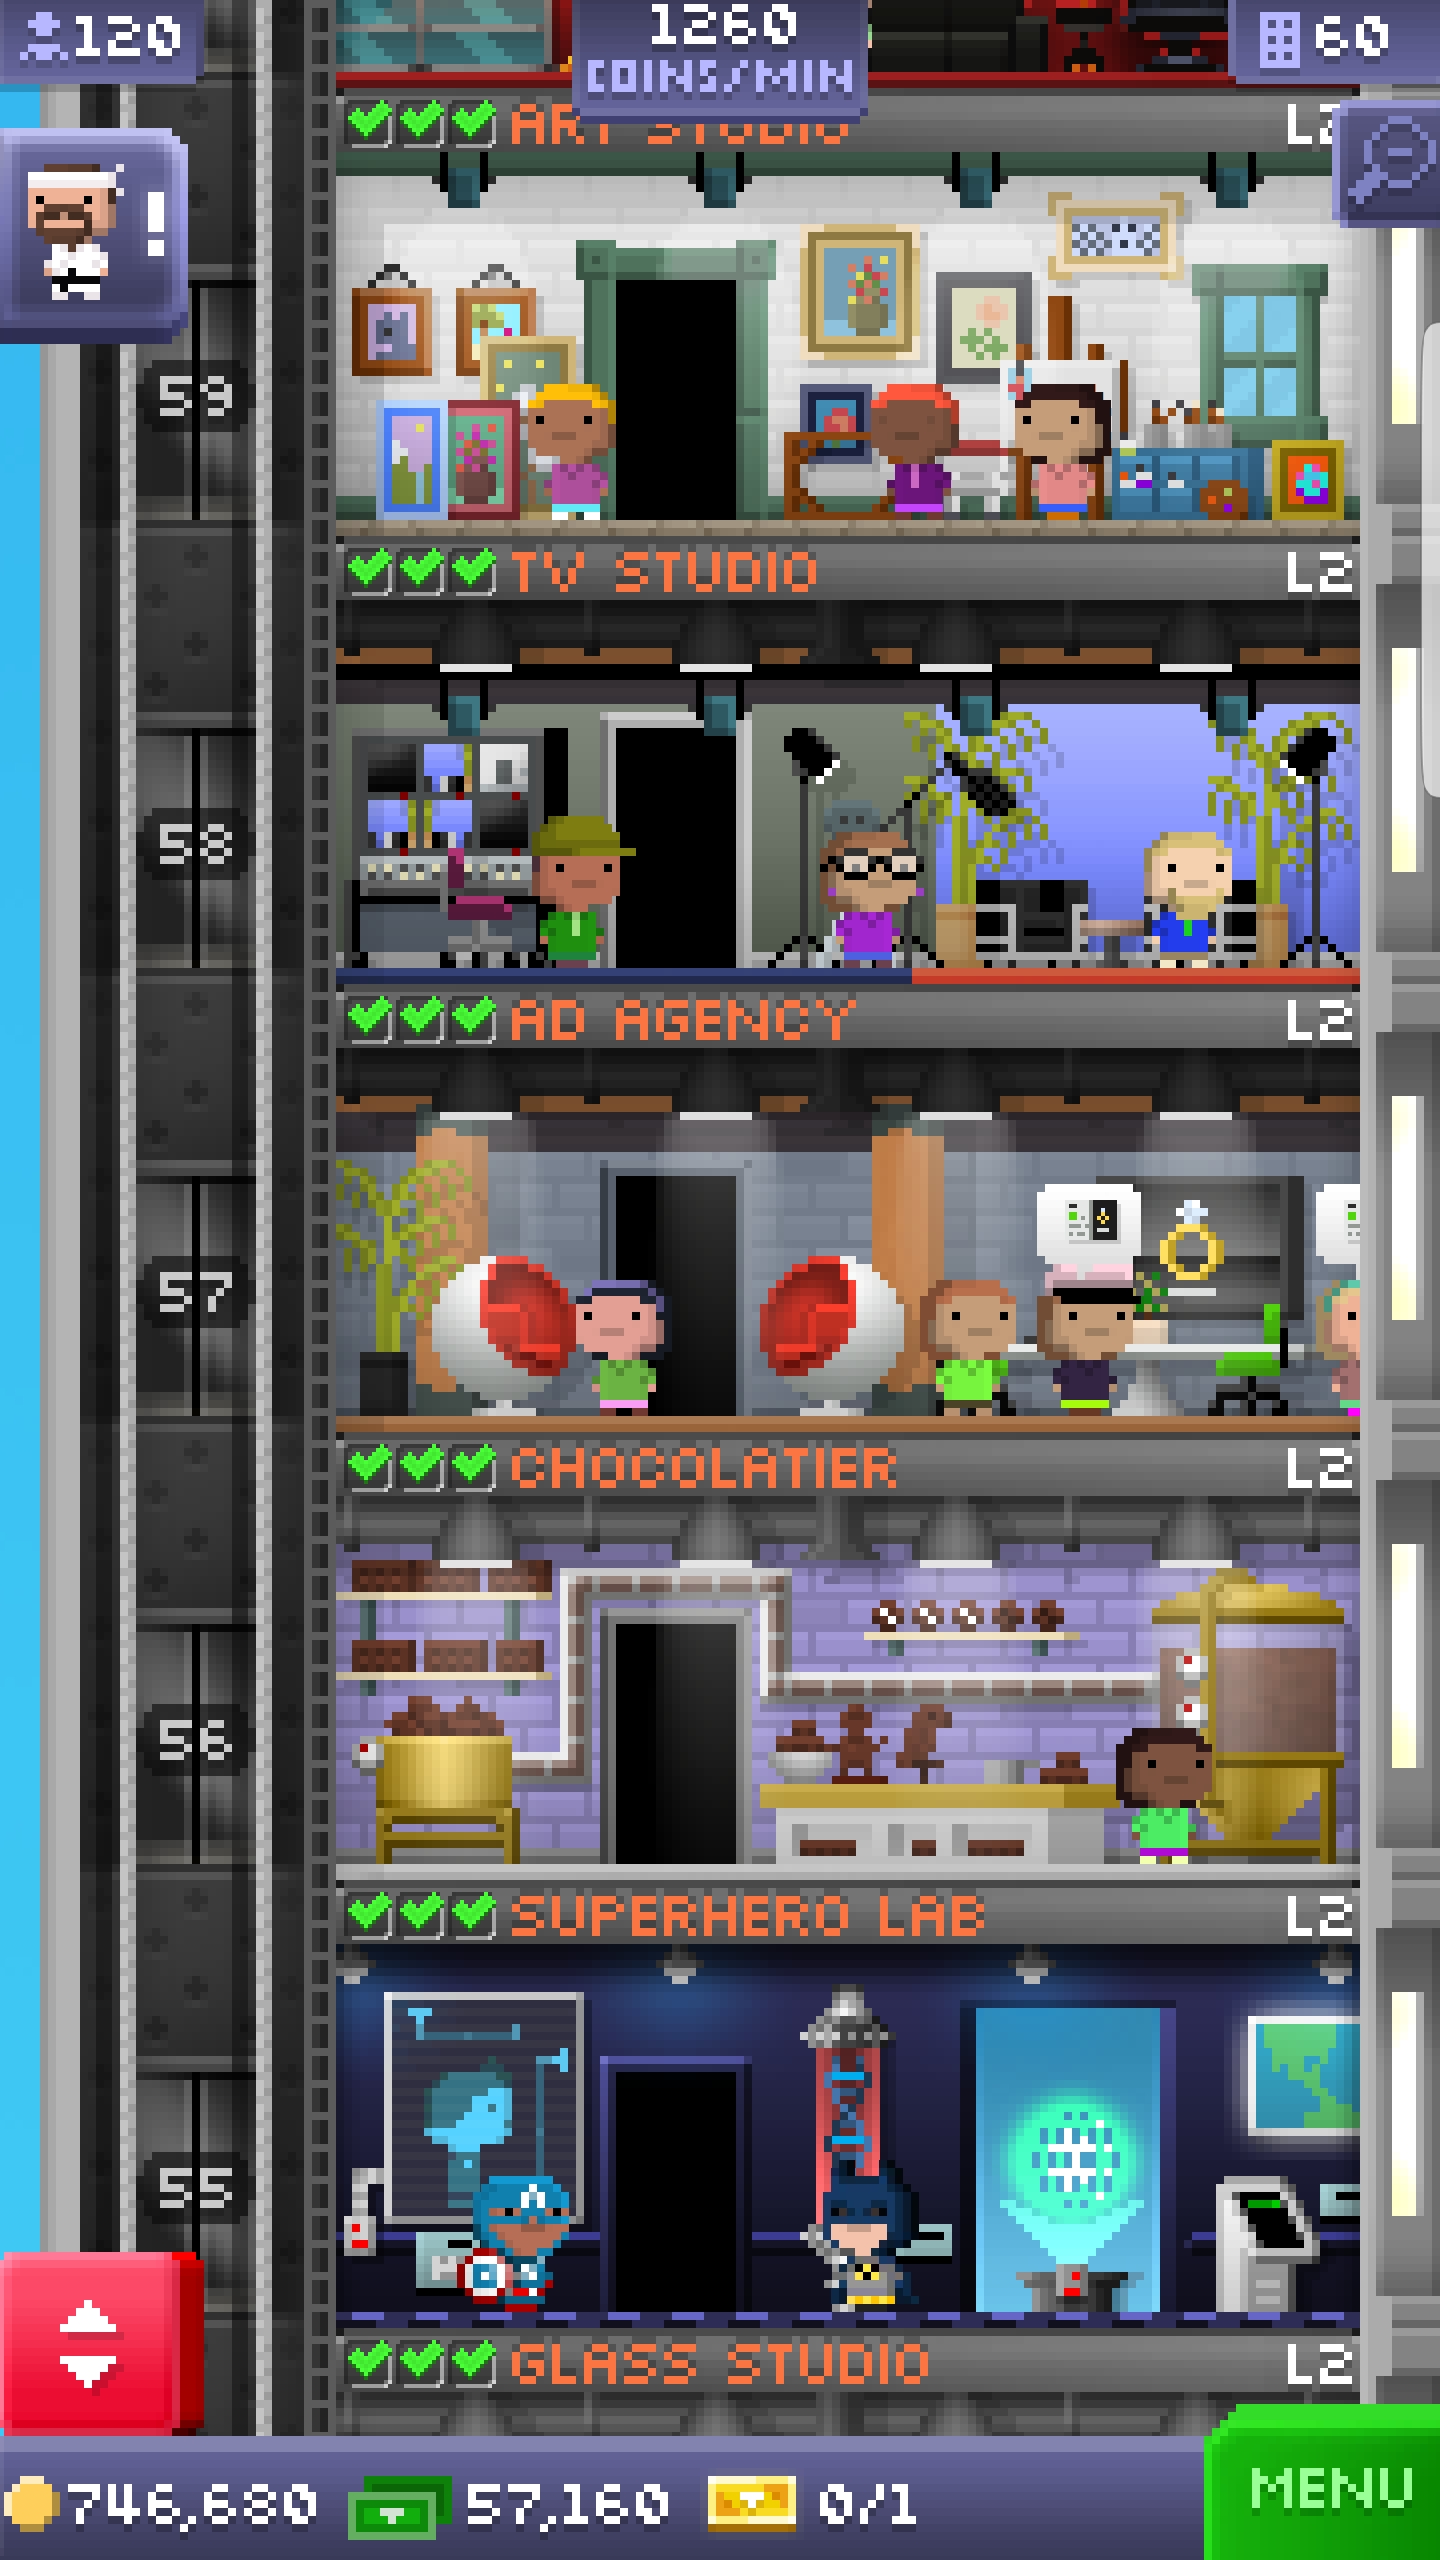 120
1260
COINS/MIN
60
!
ART STUDIO
59
TV STUDIO L2
58
AD AGENCY L2
57
CHOCOLATIER L2
56
SUPERHERO LAB L2
55
GLASS STUDIO L2
746,680 57,160 0/1
MENU